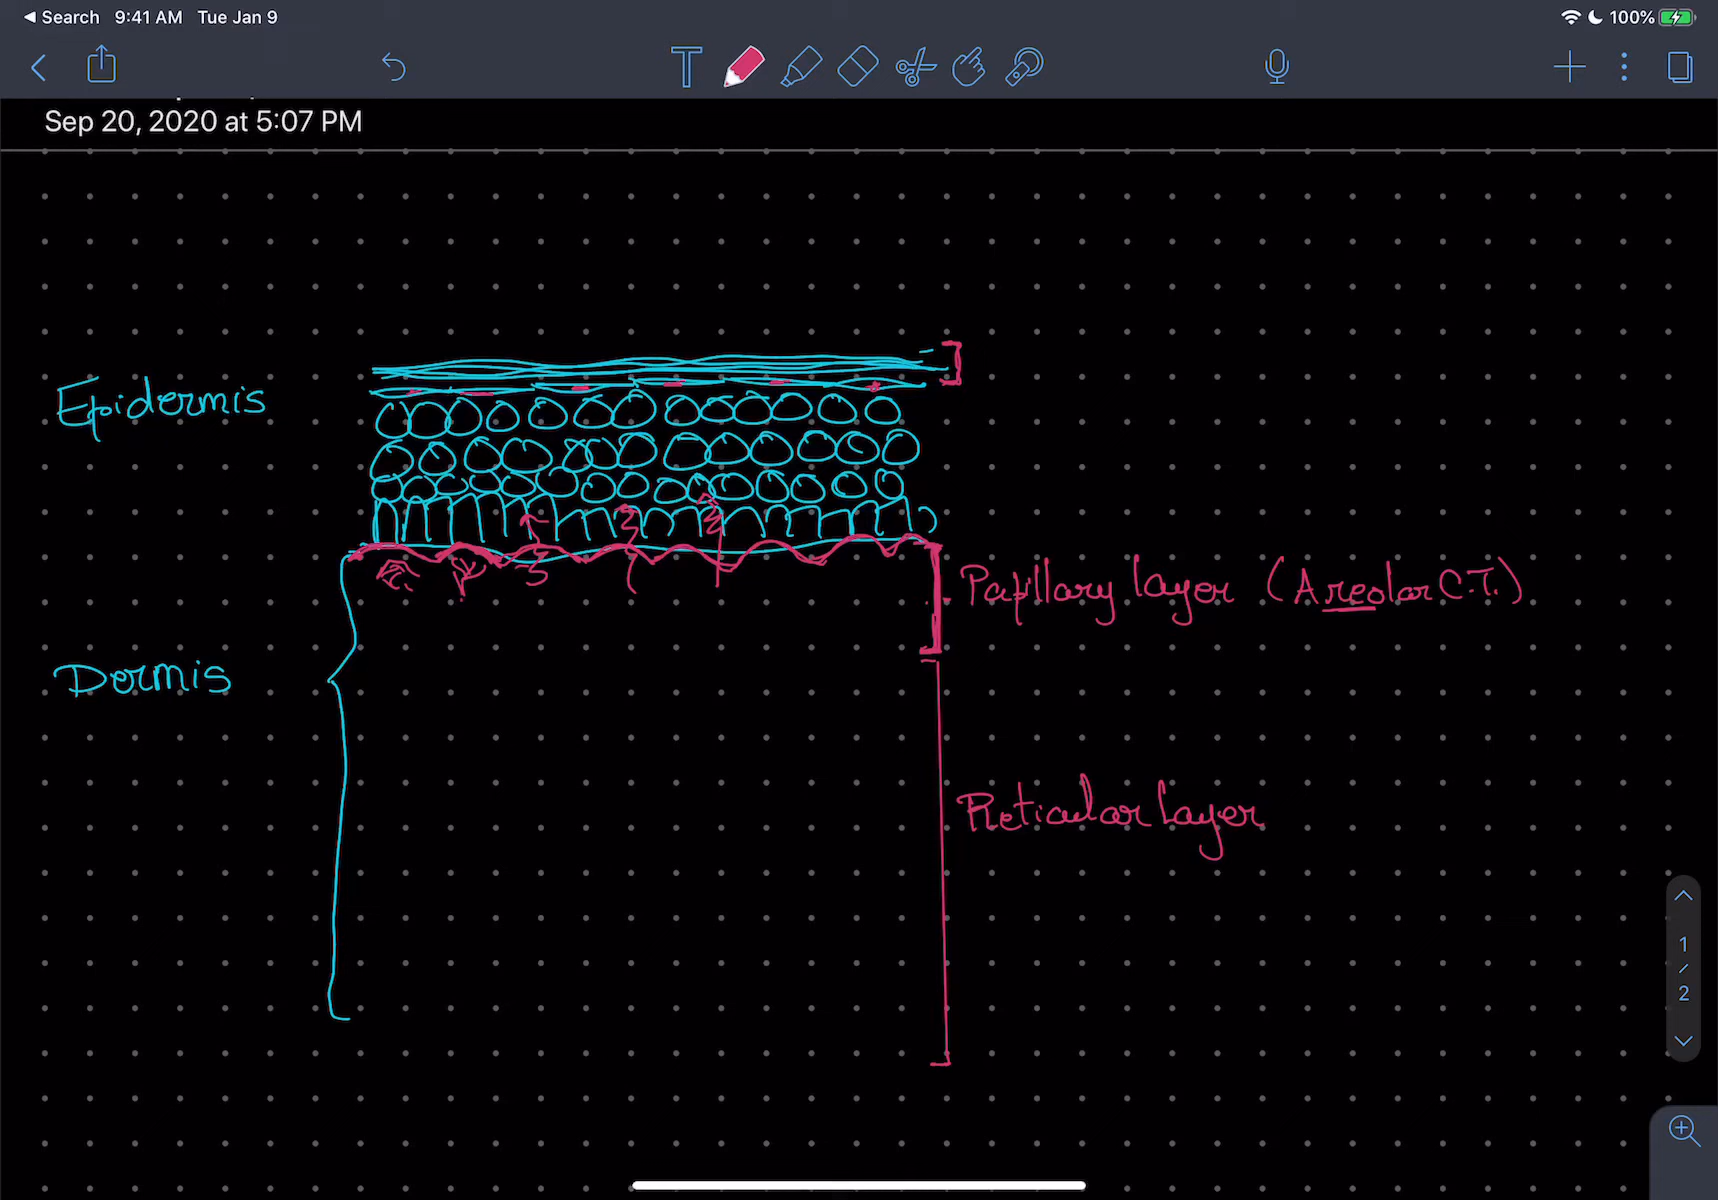 Search 9:41 AM Tue Jan 9 100%
Sep 20, 2020 at 5:07 PM
Epidermis
Papillary layer (Areolar C.T.)
Dermis
Reticular Layer
1
/
2